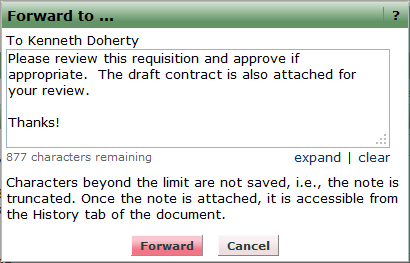 Forward to ... ?
To Kenneth Doherty
Please review this requisition and approve if
appropriate.  The draft contract is also attached for
your review.

Thanks!
877 characters remaining expand | clear
Characters beyond the limit are not saved, i.e., the note is
truncated. Once the note is attached, it is accessible from
the History tab of the document.
Forward Cancel